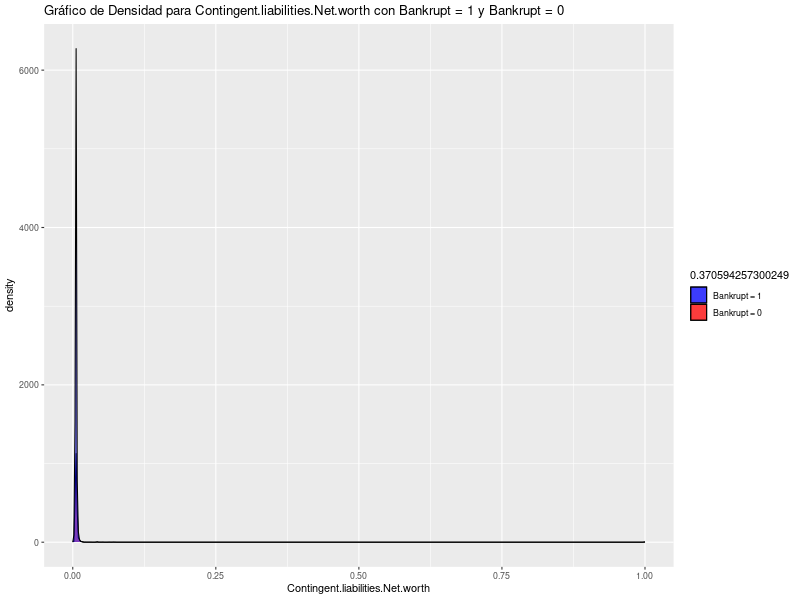 Gráfico de Densidad para Contingent.liabilities.Net.worth con Bankrupt = 1 y Bankrupt = 0
6000
4000
2000
0
density
0.00
0.25
0.50
0.75
1.00
Contingent.liabilities.Net.worth
0.370594257300249
Bankrupt = 1
Bankrupt = 0